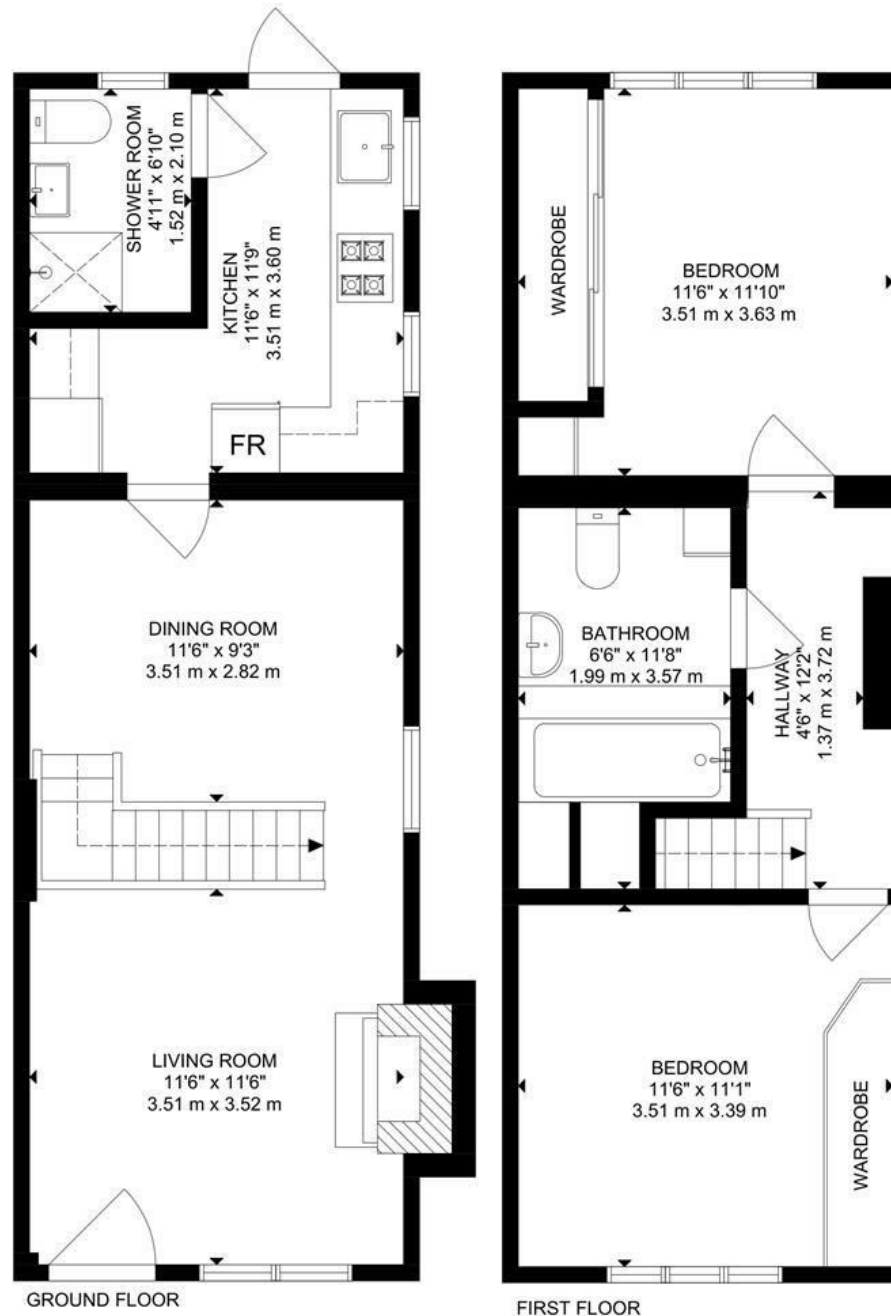 SHOWER ROOM
4'11" x 6'10"
1.52 m x 2.10 m
KITCHEN
11'6" x 11'9"
3.51 m x 3.60 m
FR
DINING ROOM
11'6" x 9'3"
3.51 m x 2.82 m
LIVING ROOM
11'6" x 11'6"
3.51 m x 3.52 m
GROUND FLOOR
WARDROBE
BEDROOM
11'6" x 11'10"
3.51 m x 3.63 m
BATHROOM
6'6" x 11'8"
1.99 m x 3.57 m
HALLWAY
4'6" x 12'2"
1.37 m x 3.72 m
BEDROOM
11'6" x 11'1"
3.51 m x 3.39 m
WARDROBE
FIRST FLOOR